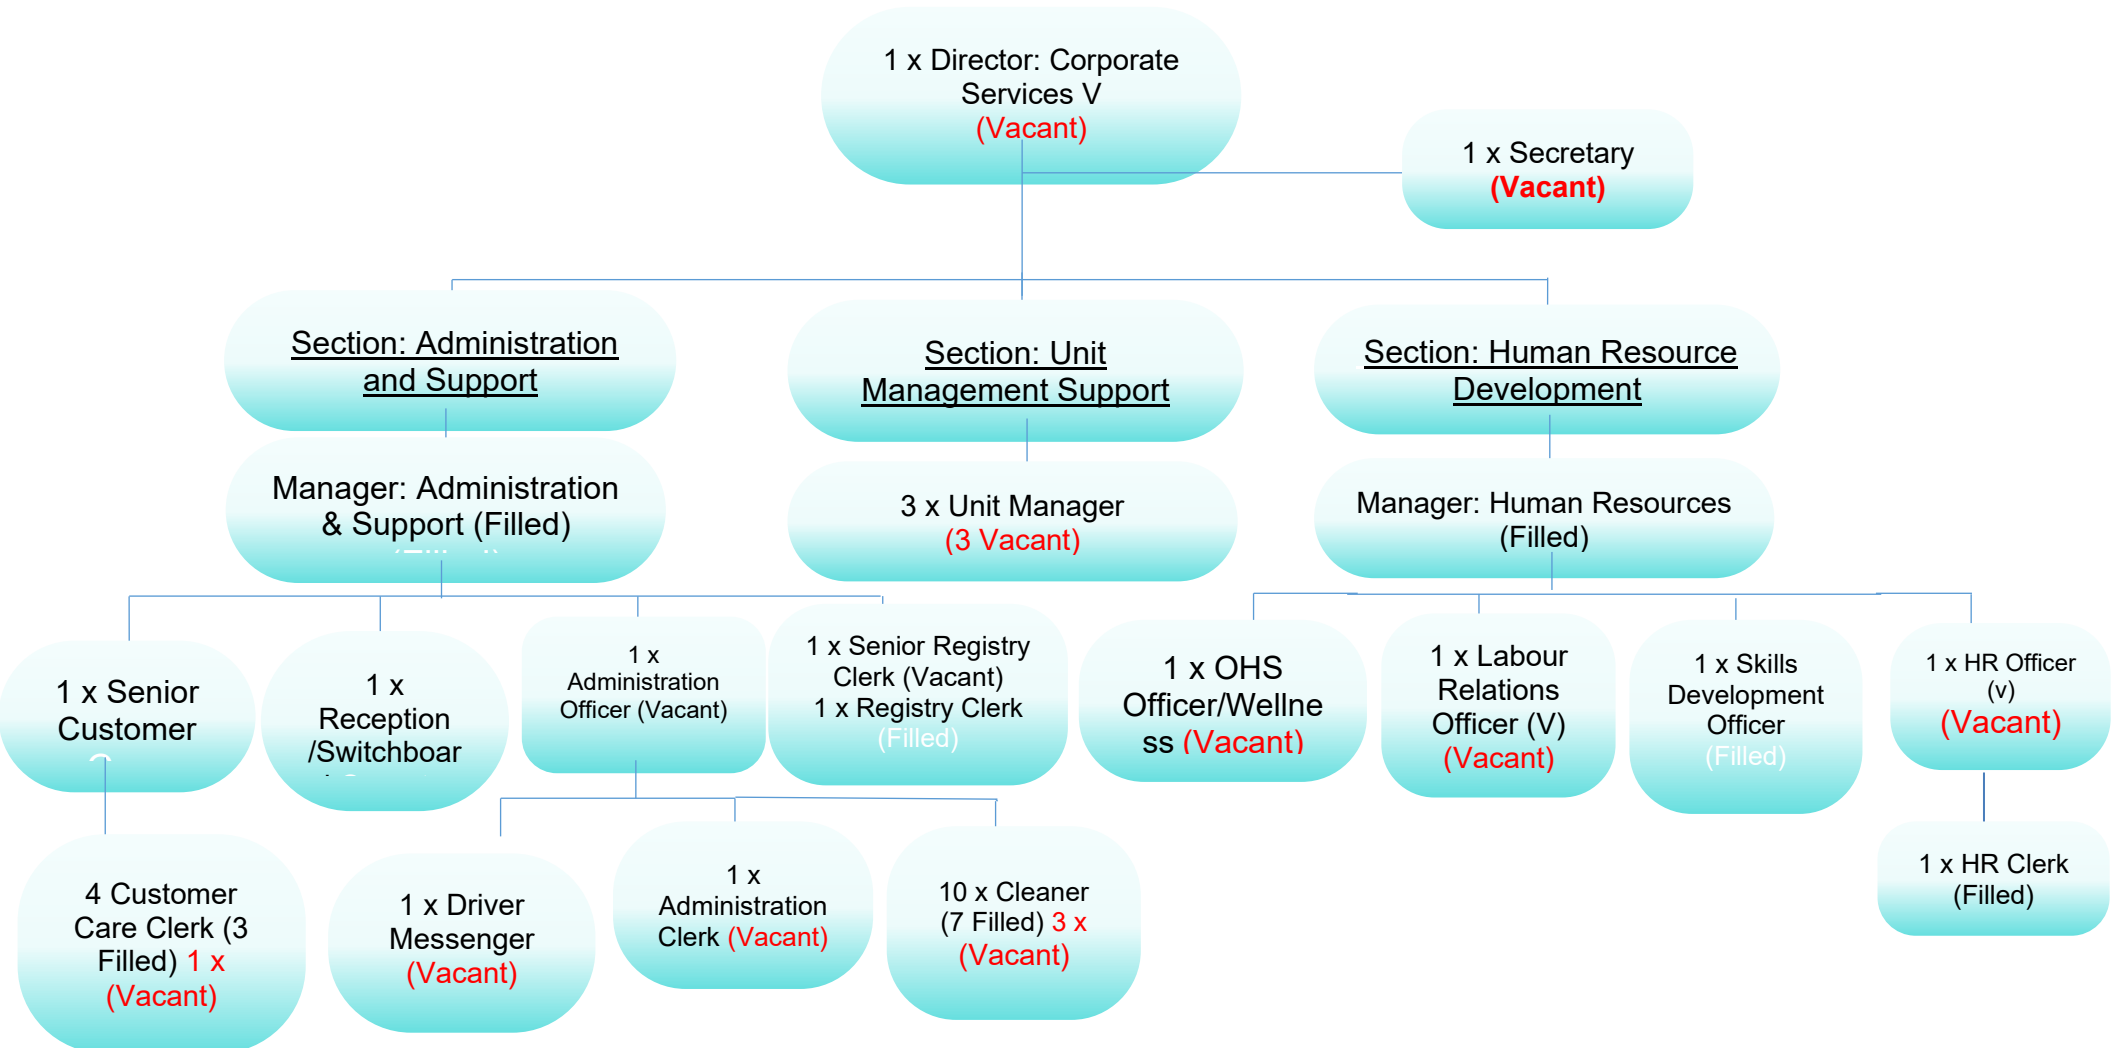 1 x Director: Corporate
Services V
(Vacant)
1 x Secretary
(Vacant)
Section: Administration
and Support
Section: Unit
Management Support
Section: Human Resource
Development
Manager: Administration
& Support (Filled)
3 x Unit Manager
(3 Vacant)
Manager: Human Resources
(Filled)
1 x Senior
Customer
1 x
Reception
/Switchboar
1 x
Administration
Officer (Vacant)
1 x Senior Registry
Clerk (Vacant)
1 x Registry Clerk
(Filled)
1 x OHS
Officer/Wellne
ss (Vacant)
1 x Labour
Relations
Officer (V)
(Vacant)
1 x Skills
Development
Officer
(Filled)
1 x HR Officer
(v)
(Vacant)
4 Customer
Care Clerk (3
Filled) 1 x
(Vacant)
1 x Driver
Messenger
(Vacant)
1 x
Administration
Clerk (Vacant)
10 x Cleaner
(7 Filled) 3 x
(Vacant)
1 x HR Clerk
(Filled)